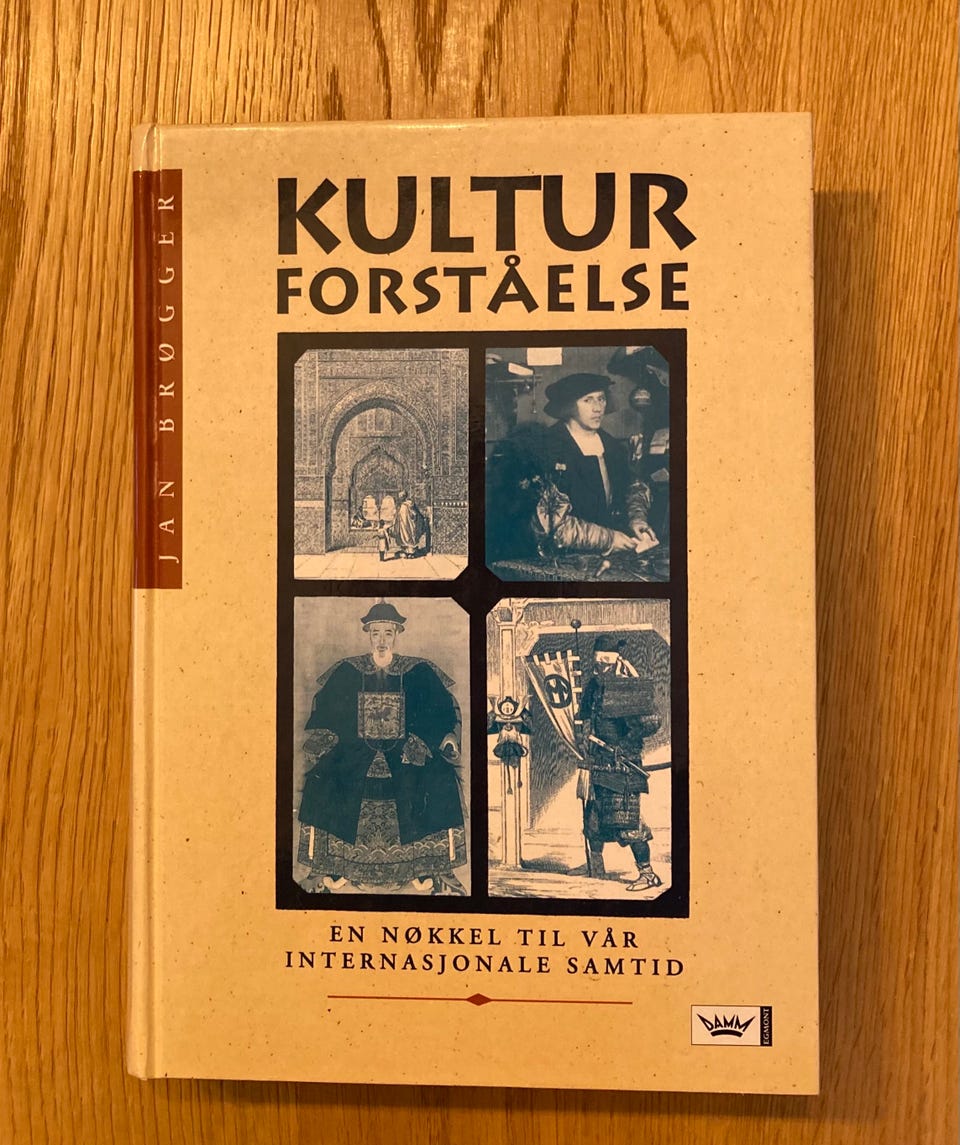 JAN BRØGGER
KULTUR
FORSTÅELSE
EN NØKKEL TIL VÅR
INTERNASJONALE SAMTID
DAMM
EGMONT